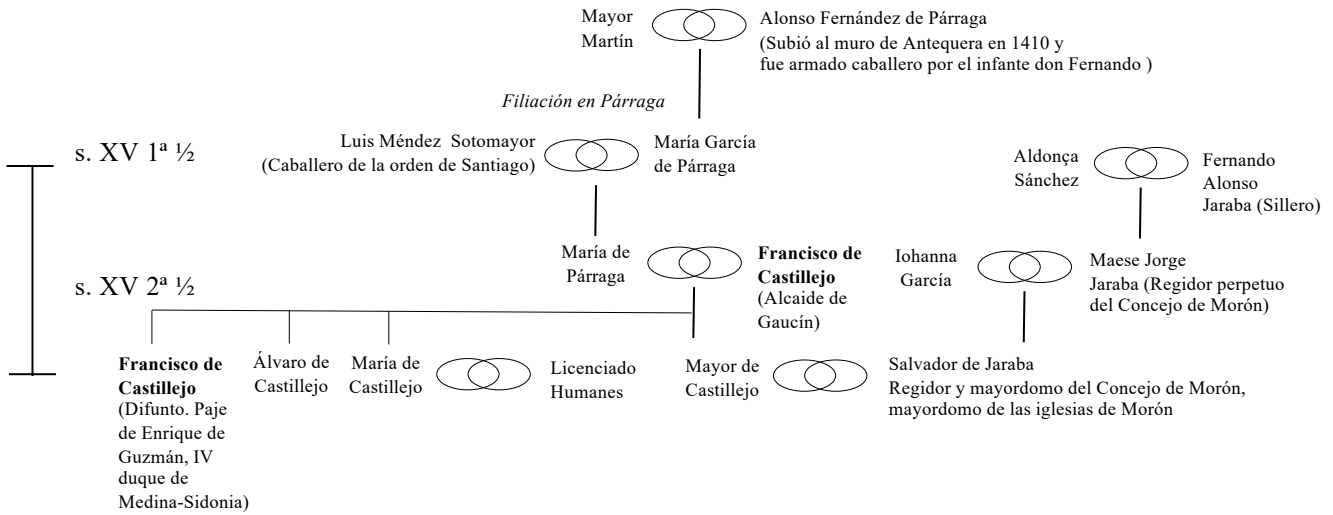 Mayor
Martín
Alonso Fernández de Párraga
(Subió al muro de Antequera en 1410 y
fue armado caballero por el infante don Fernando )
Filiación en Párraga
s. XV 1ª ½
Luis Méndez Sotomayor
(Caballero de la orden de Santiago)
María García
de Párraga
Aldonça
Sánchez
Fernando
Alonso
Jaraba (Sillero)
s. XV 2ª ½
María de
Párraga
Francisco de
Castillejo
(Alcaide de
Gaucín)
Iohanna
García
Maese Jorge
Jaraba (Regidor perpetuo
del Concejo de Morón)
Francisco de
Castillejo
(Difunto. Paje
de Enrique de
Guzmán, IV
duque de
Medina-Sidonia)
Álvaro de
Castillejo
María de
Castillejo
Licenciado
Humanes
Mayor de
Castillejo
Salvador de Jaraba
Regidor y mayordomo del Concejo de Morón,
mayordomo de las iglesias de Morón